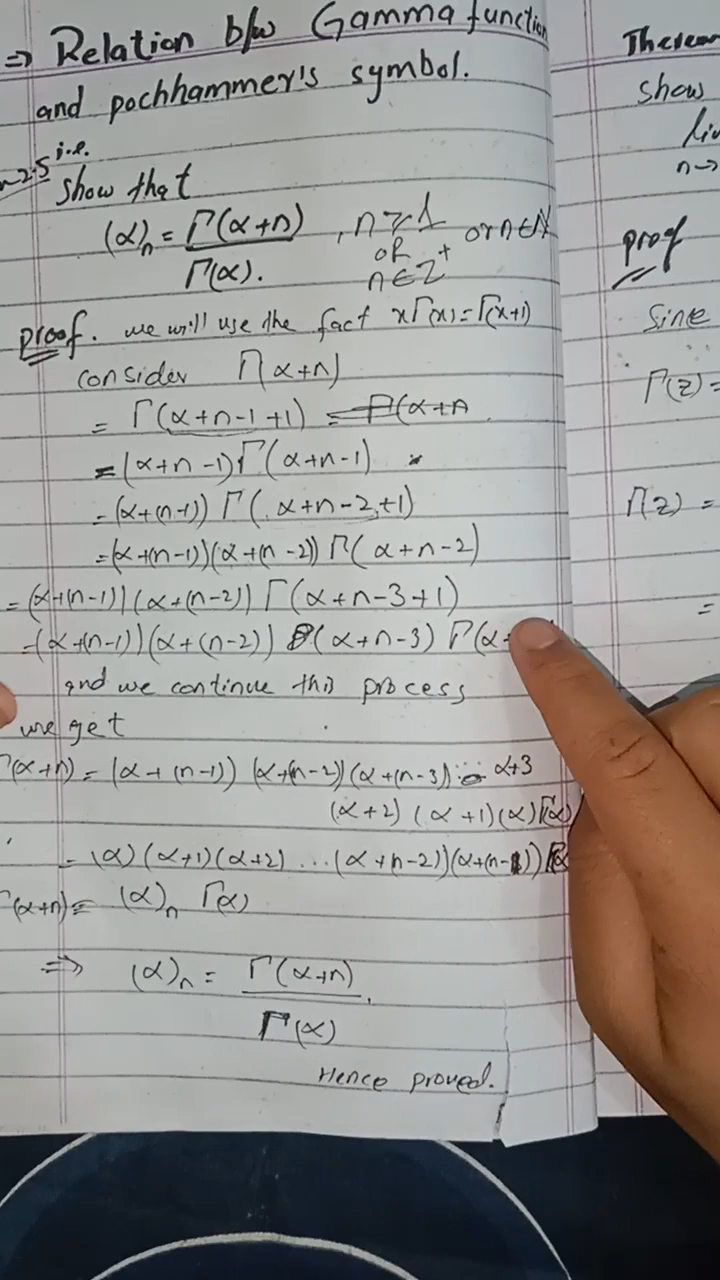 ⇒ Relation b/w Gamma function
and pochhammer's symbol.
i.e.
show that
(α)ₙ = Γ(α+n) / Γ(α). , n ≥ 1 or n ∈ Z⁺ or n ∈ N
proof. we will use the fact xΓ(x) = Γ(x+1)
consider Γ(α+n)
= Γ(α+n-1+1) = Γ(α+n
= (α+n-1)Γ(α+n-1)
= (α+(n-1)) Γ(α+n-2+1)
= (α+(n-1))(α+(n-2)) Γ(α+n-2)
= (α+(n-1))(α+(n-2)) Γ(α+n-3+1)
= (α+(n-1))(α+(n-2)) (α+n-3) Γ(α+
and we continue this process
we get
Γ(α+n) = (α+(n-1)) (α+(n-2))(α+(n-3) ... α+3
(α+2) (α+1)(α)Γ(α)
= (α)(α+1)(α+2) ... (α+n-2))(α+(n-1)) Γα
Γ(α+n) = (α)ₙ Γ(α)
⇒ (α)ₙ = Γ(α+n) / Γ(α) .
Hence proved.
Theorem
show
n→
proof
Since
Γ(z) =
Γ(z) =
=